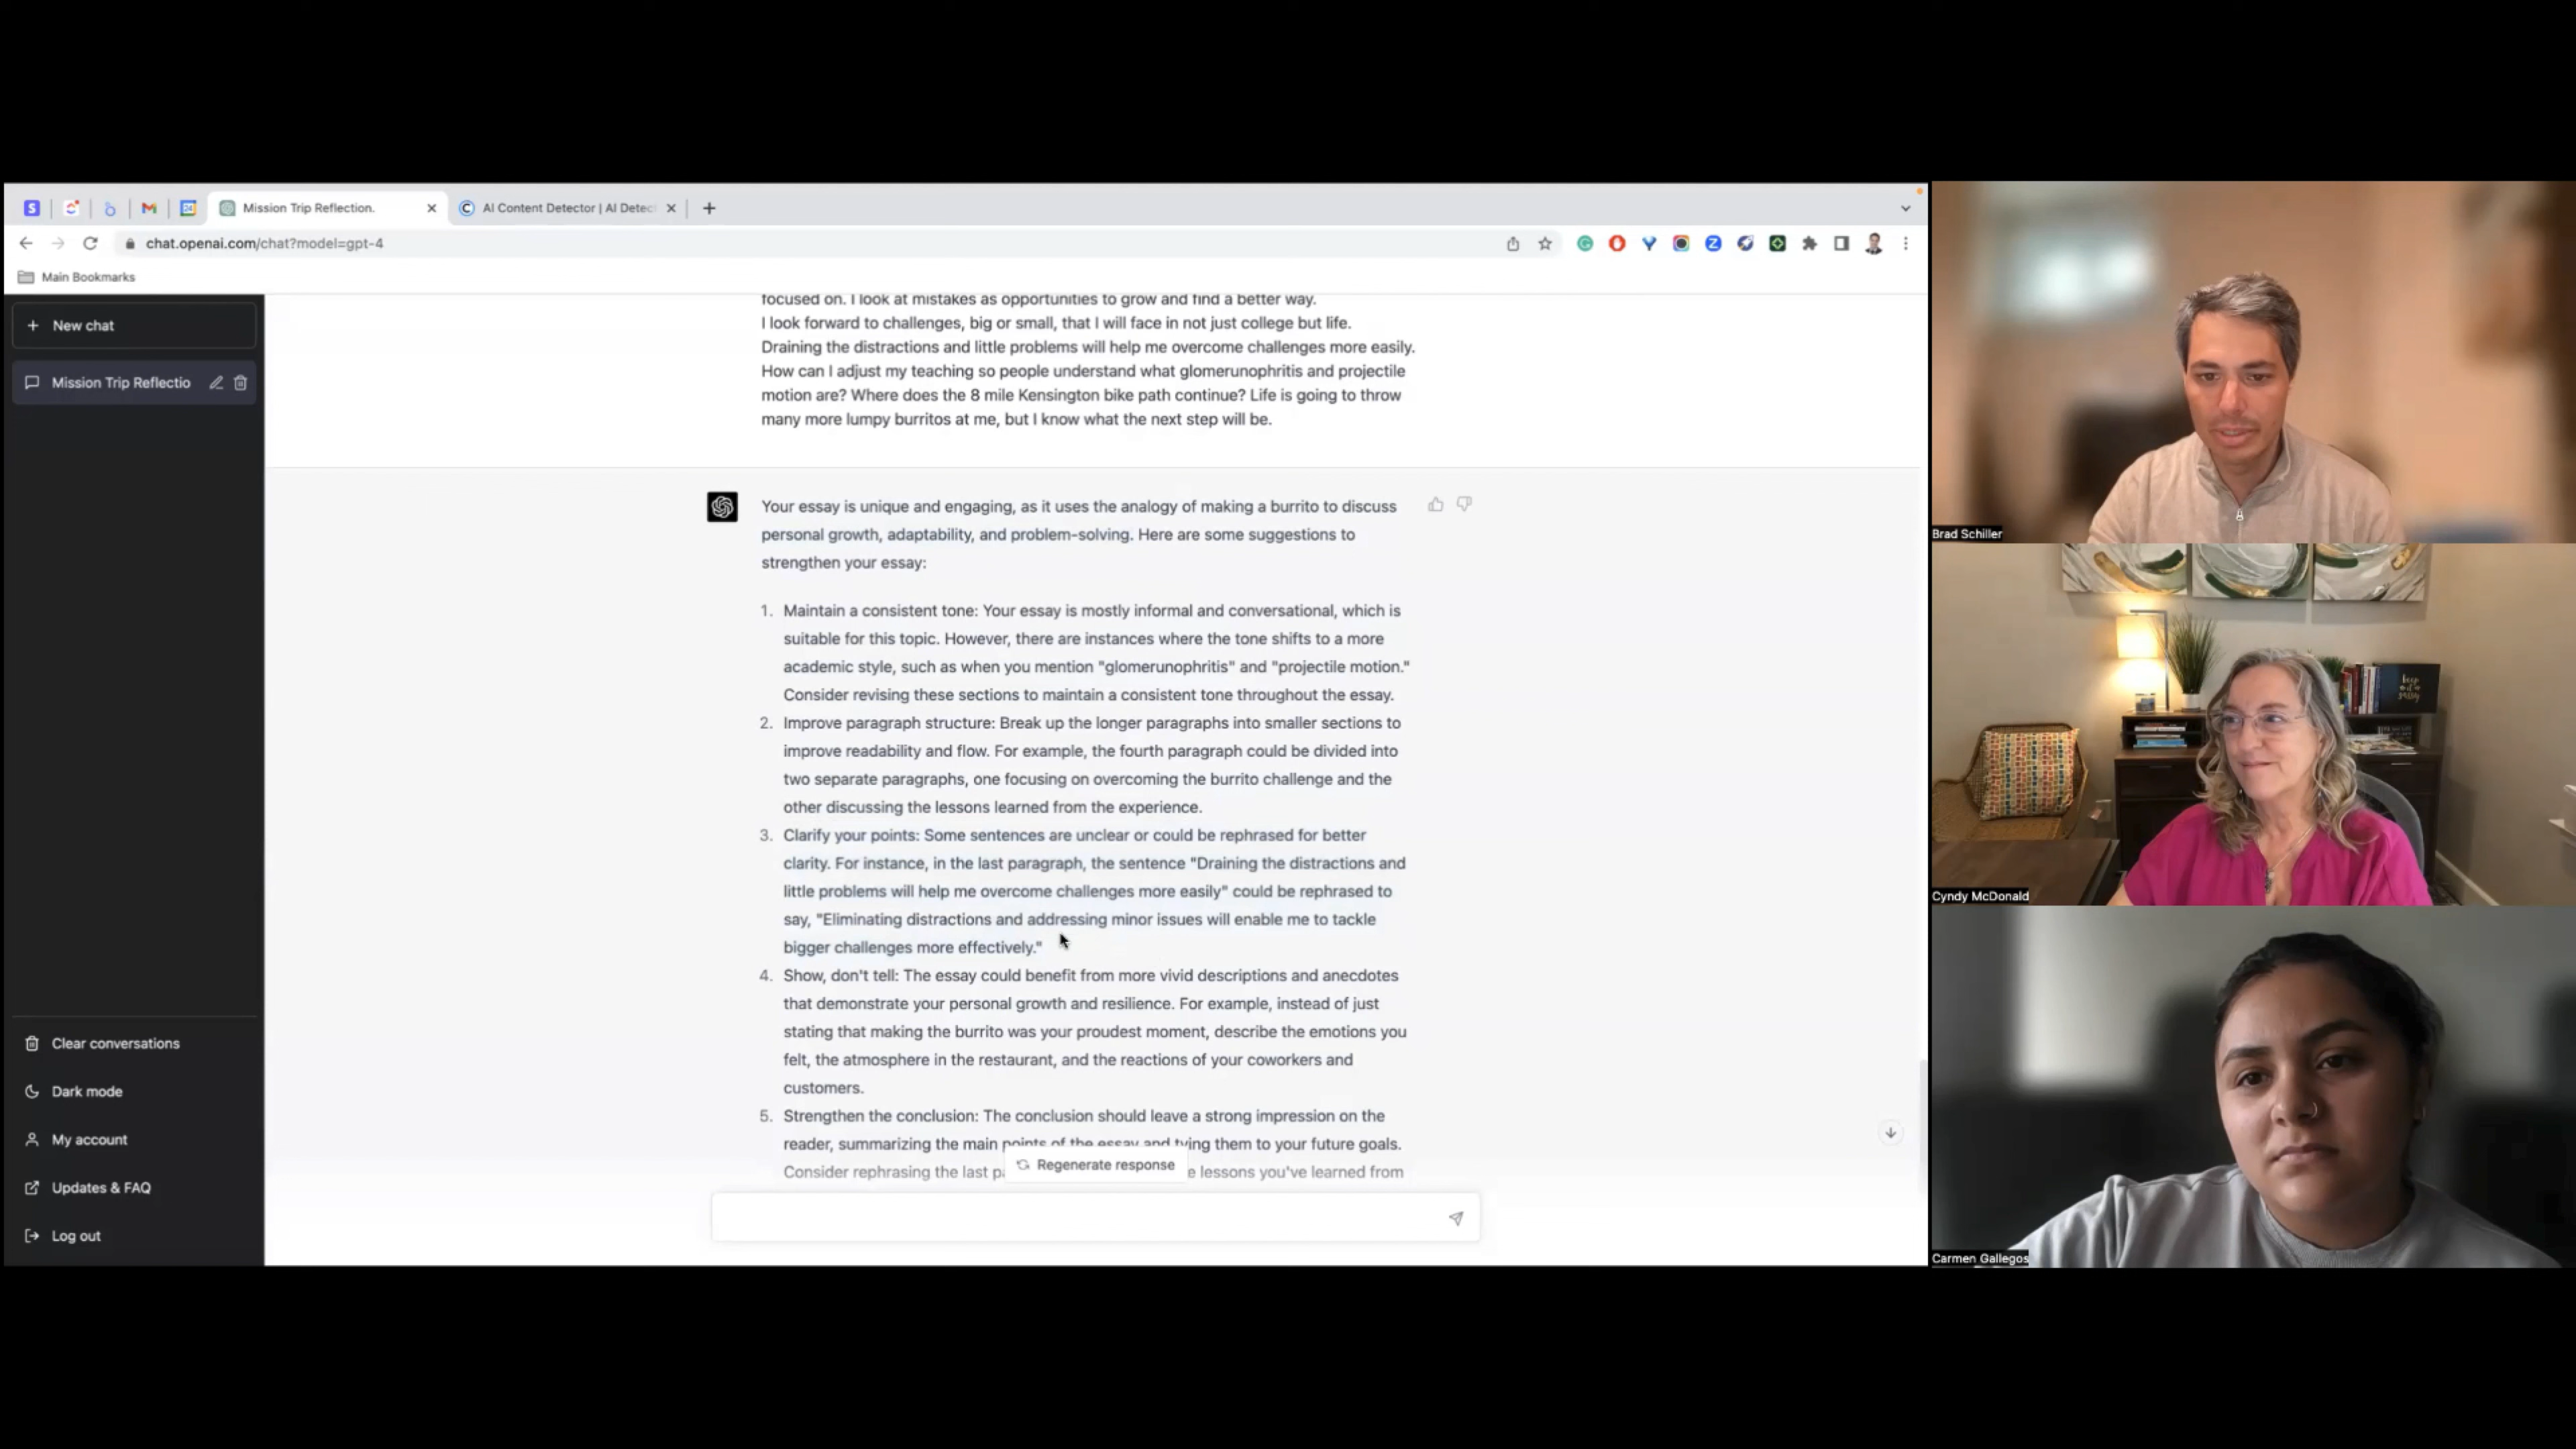 Mission Trip Reflection.
AI Content Detector | AI Detec
chat.openai.com/chat?model=gpt-4
Main Bookmarks
New chat
Mission Trip Reflectio
Clear conversations
Dark mode
My account
Updates & FAQ
Log out
focused on. I look at mistakes as opportunities to grow and find a better way.
I look forward to challenges, big or small, that I will face in not just college but life.
Draining the distractions and little problems will help me overcome challenges more easily.
How can I adjust my teaching so people understand what glomerunophritis and projectile
motion are? Where does the 8 mile Kensington bike path continue? Life is going to throw
many more lumpy burritos at me, but I know what the next step will be.
Your essay is unique and engaging, as it uses the analogy of making a burrito to discuss
personal growth, adaptability, and problem-solving. Here are some suggestions to
strengthen your essay:
1. Maintain a consistent tone: Your essay is mostly informal and conversational, which is
suitable for this topic. However, there are instances where the tone shifts to a more
academic style, such as when you mention "glomerunophritis" and "projectile motion."
Consider revising these sections to maintain a consistent tone throughout the essay.
2. Improve paragraph structure: Break up the longer paragraphs into smaller sections to
improve readability and flow. For example, the fourth paragraph could be divided into
two separate paragraphs, one focusing on overcoming the burrito challenge and the
other discussing the lessons learned from the experience.
3. Clarify your points: Some sentences are unclear or could be rephrased for better
clarity. For instance, in the last paragraph, the sentence "Draining the distractions and
little problems will help me overcome challenges more easily" could be rephrased to
say, "Eliminating distractions and addressing minor issues will enable me to tackle
bigger challenges more effectively."
4. Show, don't tell: The essay could benefit from more vivid descriptions and anecdotes
that demonstrate your personal growth and resilience. For example, instead of just
stating that making the burrito was your proudest moment, describe the emotions you
felt, the atmosphere in the restaurant, and the reactions of your coworkers and
customers.
5. Strengthen the conclusion: The conclusion should leave a strong impression on the
reader, summarizing the main points of the essay and tying them to your future goals.
Consider rephrasing the last pa
e lessons you've learned from
Regenerate response
Brad Schiller
Cyndy McDonald
Carmen Gallegos